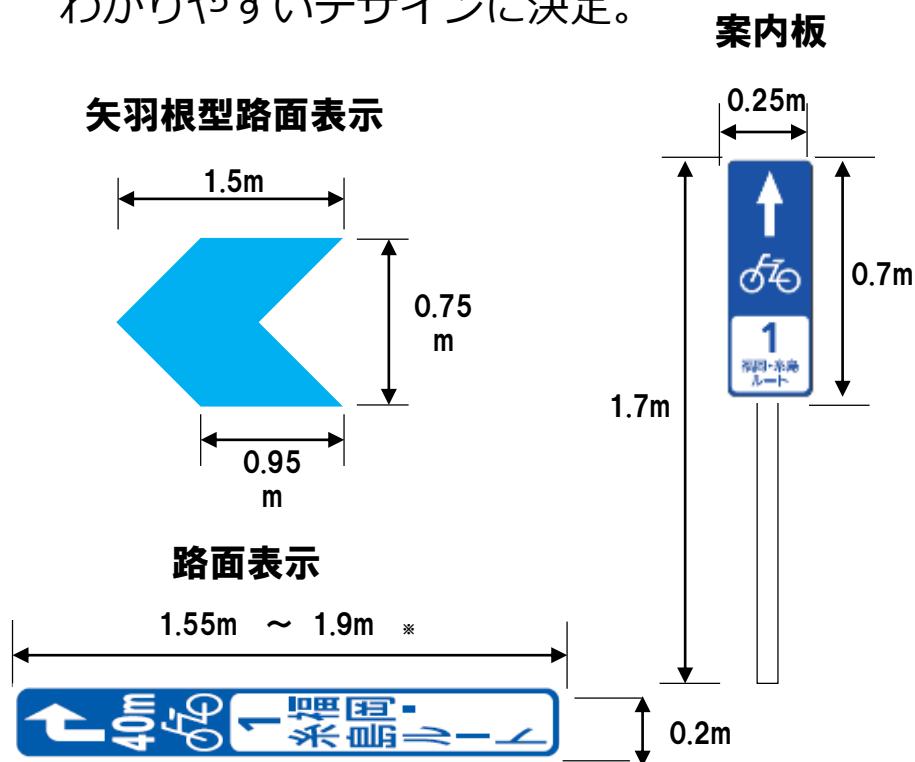 わかりやすいデザインに決定。
案内板
0.25m
矢羽根型路面表示
1.5m
0.75
m
0.95
m
1.7m
0.7m
1
福岡・糸島
ルート
路面表示
1.55m ～ 1.9m ※
40m
1
福岡・
糸島ルート
0.2m